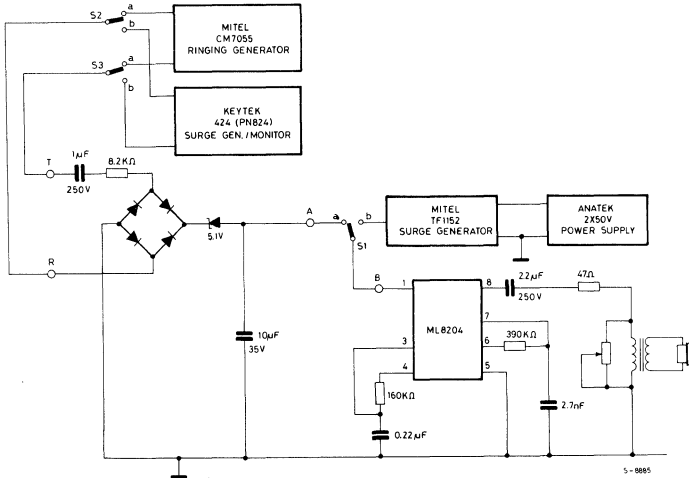 S2
a
b
MITEL
CM7055
RINGING GENERATOR
S3
a
b
KEYTEK
424 (PN824)
SURGE GEN./MONITOR
T
1µF
250V
8.2KΩ
R
5.1V
A
a
b
S1
MITEL
TF1152
SURGE GENERATOR
ANATEK
2X50V
POWER SUPPLY
B
1
ML8204
8
7
6
5
3
4
2.2µF
250V
47Ω
390KΩ
10µF
35V
160KΩ
0.22µF
2.7nF
S-8885